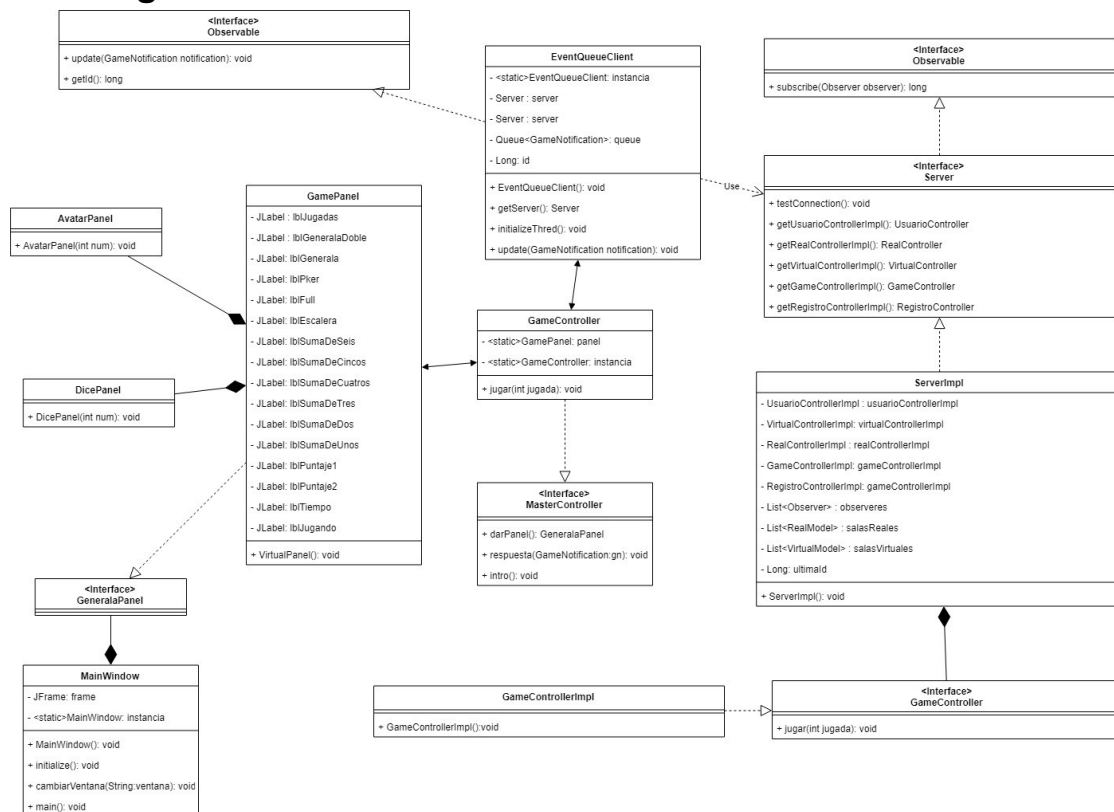 <Interface>
Observable
+ update(GameNotification notification): void
+ getId(): long
EventQueueClient
- <static>EventQueueClient: instancia
- Server : server
- Server : server
- Queue<GameNotification>: queue
- Long: id
+ EventQueueClient(): void
+ getServer(): Server
+ initializeThred(): void
+ update(GameNotification notification): void
<Interface>
Observable
+ subscribe(Observer observer): long
Use
<Interface>
Server
+ testConnection(): void
+ getUsuarioControllerImpl(): UsuarioController
+ getRealControllerImpl(): RealController
+ getVirtualControllerImpl(): VirtualController
+ getGameControllerImpl(): GameController
+ getRegistroControllerImpl(): RegistroController
AvatarPanel
+ AvatarPanel(int num): void
DicePanel
+ DicePanel(int num): void
GamePanel
- JLabel : lblJugadas
- JLabel : lblGeneralaDoble
- JLabel: lblGenerala
- JLabel: lblPker
- JLabel: lblFull
- JLabel: lblEscalera
- JLabel: lblSumaDeSeis
- JLabel: lblSumaDeCincos
- JLabel: lblSumaDeCuatros
- JLabel: lblSumaDeTres
- JLabel: lblSumaDeDos
- JLabel: lblSumaDeUnos
- JLabel: lblPuntaje1
- JLabel: lblPuntaje2
- JLabel: lblTiempo
- JLabel: lblJugando
+ VirtualPanel(): void
GameController
- <static>GamePanel: panel
- <static>GameController: instancia
+ jugar(int jugada): void
<Interface>
MasterController
+ darPanel(): GeneralaPanel
+ respuesta(GameNotification:gn): void
+ intro(): void
ServerImpl
- UsuarioControllerImpl : usuarioControllerImpl
- VirtualControllerImpl: virtualControllerImpl
- RealControllerImpl : realControllerImpl
- GameControllerImpl: gameControllerImpl
- RegistroControllerImpl: gameControllerImpl
- List<Observer> : observeres
- List<RealModel> : salasReales
- List<VirtualModel> : salasVirtuales
- Long: ultimaId
+ ServerImpl(): void
<Interface>
GeneralaPanel
MainWindow
- JFrame: frame
- <static>MainWindow: instancia
+ MainWindow(): void
+ initialize(): void
+ cambiarVentana(String:ventana): void
+ main(): void
GameControllerImpl
+ GameControllerImpl():void
<Interface>
GameController
+ jugar(int jugada): void